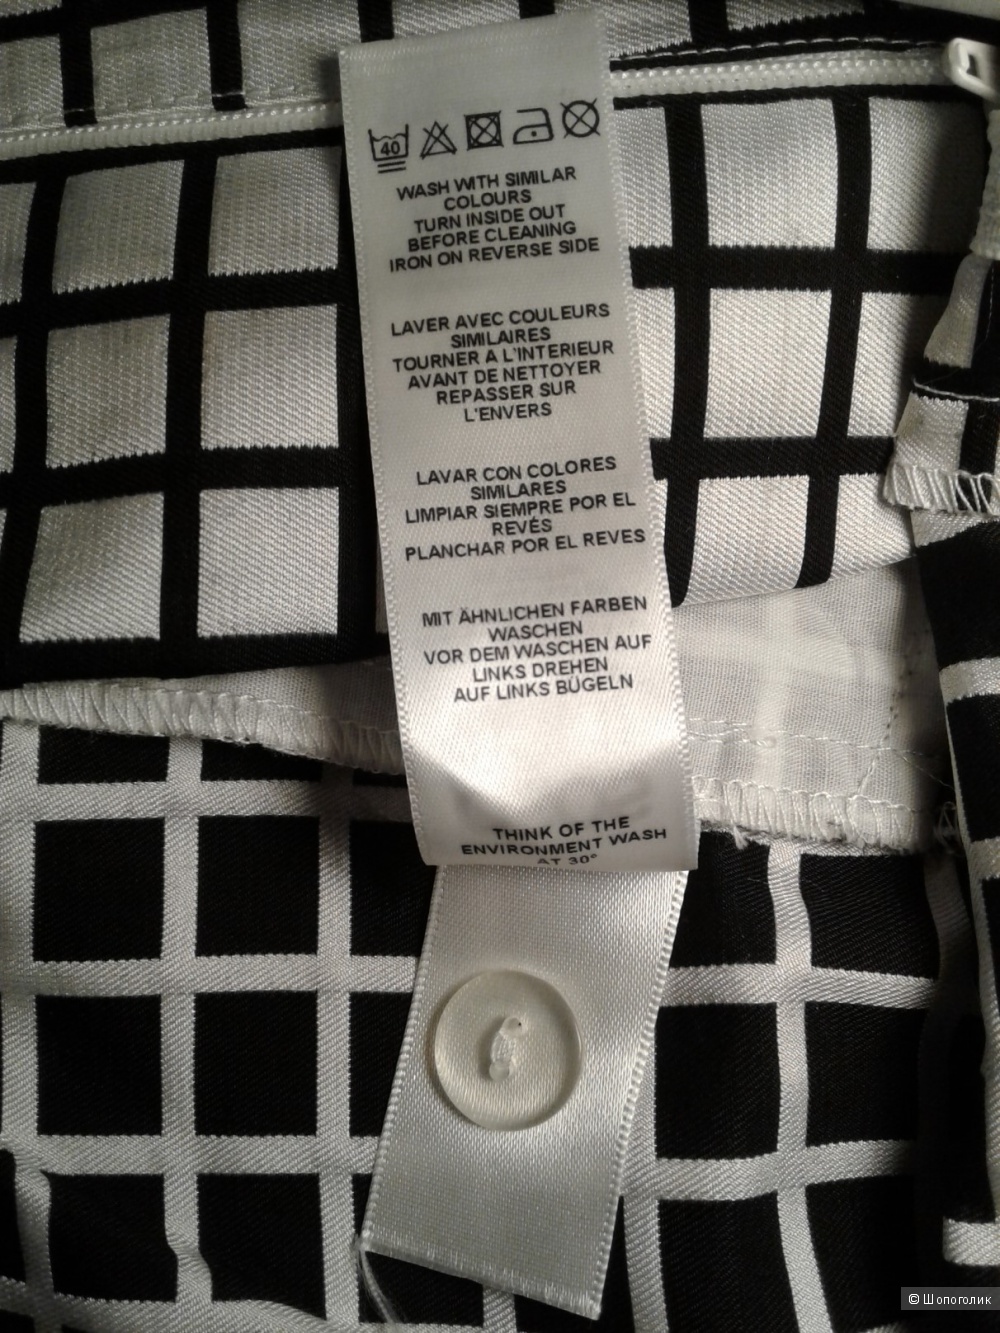 40
WASH WITH SIMILAR
COLOURS
TURN INSIDE OUT
BEFORE CLEANING
IRON ON REVERSE SIDE
LAVER AVEC COULEURS
SIMILAIRES
TOURNER A L'INTERIEUR
AVANT DE NETTOYER
REPASSER SUR
L'ENVERS
LAVAR CON COLORES
SIMILARES
LIMPIAR SIEMPRE POR EL
REVÉS
PLANCHAR POR EL REVES
MIT ÄHNLICHEN FARBEN
WASCHEN
VOR DEM WASCHEN AUF
LINKS DREHEN
AUF LINKS BÜGELN
THINK OF THE
ENVIRONMENT WASH
AT 30°
© Шопоголик